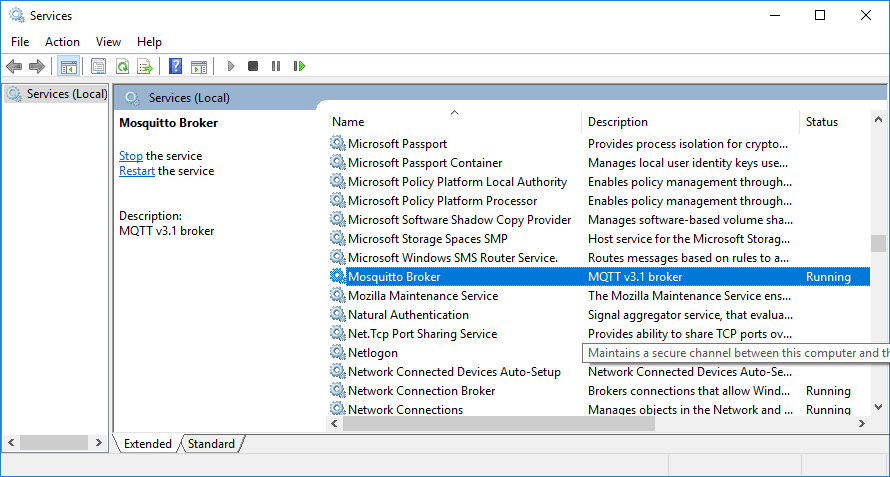 Services
File Action View Help
Services (Local)
Services (Local)
Mosquitto Broker
Stop the service
Restart the service
Description:
MQTT v3.1 broker
Name Description Status
Microsoft Passport Provides process isolation for crypto...
Microsoft Passport Container Manages local user identity keys use...
Microsoft Policy Platform Local Authority Enables policy management through...
Microsoft Policy Platform Processor Enables policy management through...
Microsoft Software Shadow Copy Provider Manages software-based volume sha...
Microsoft Storage Spaces SMP Host service for the Microsoft Storag...
Microsoft Windows SMS Router Service. Routes messages based on rules to a...
Mosquitto Broker MQTT v3.1 broker Running
Mozilla Maintenance Service The Mozilla Maintenance Service ens...
Natural Authentication Signal aggregator service, that evalua...
Net.Tcp Port Sharing Service Provides ability to share TCP ports ov...
Netlogon Maintains a secure channel between this computer and th
Network Connected Devices Auto-Setup Network Connected Devices Auto-Se...
Network Connection Broker Brokers connections that allow Wind... Running
Network Connections Manages objects in the Network and ... Running
Extended Standard